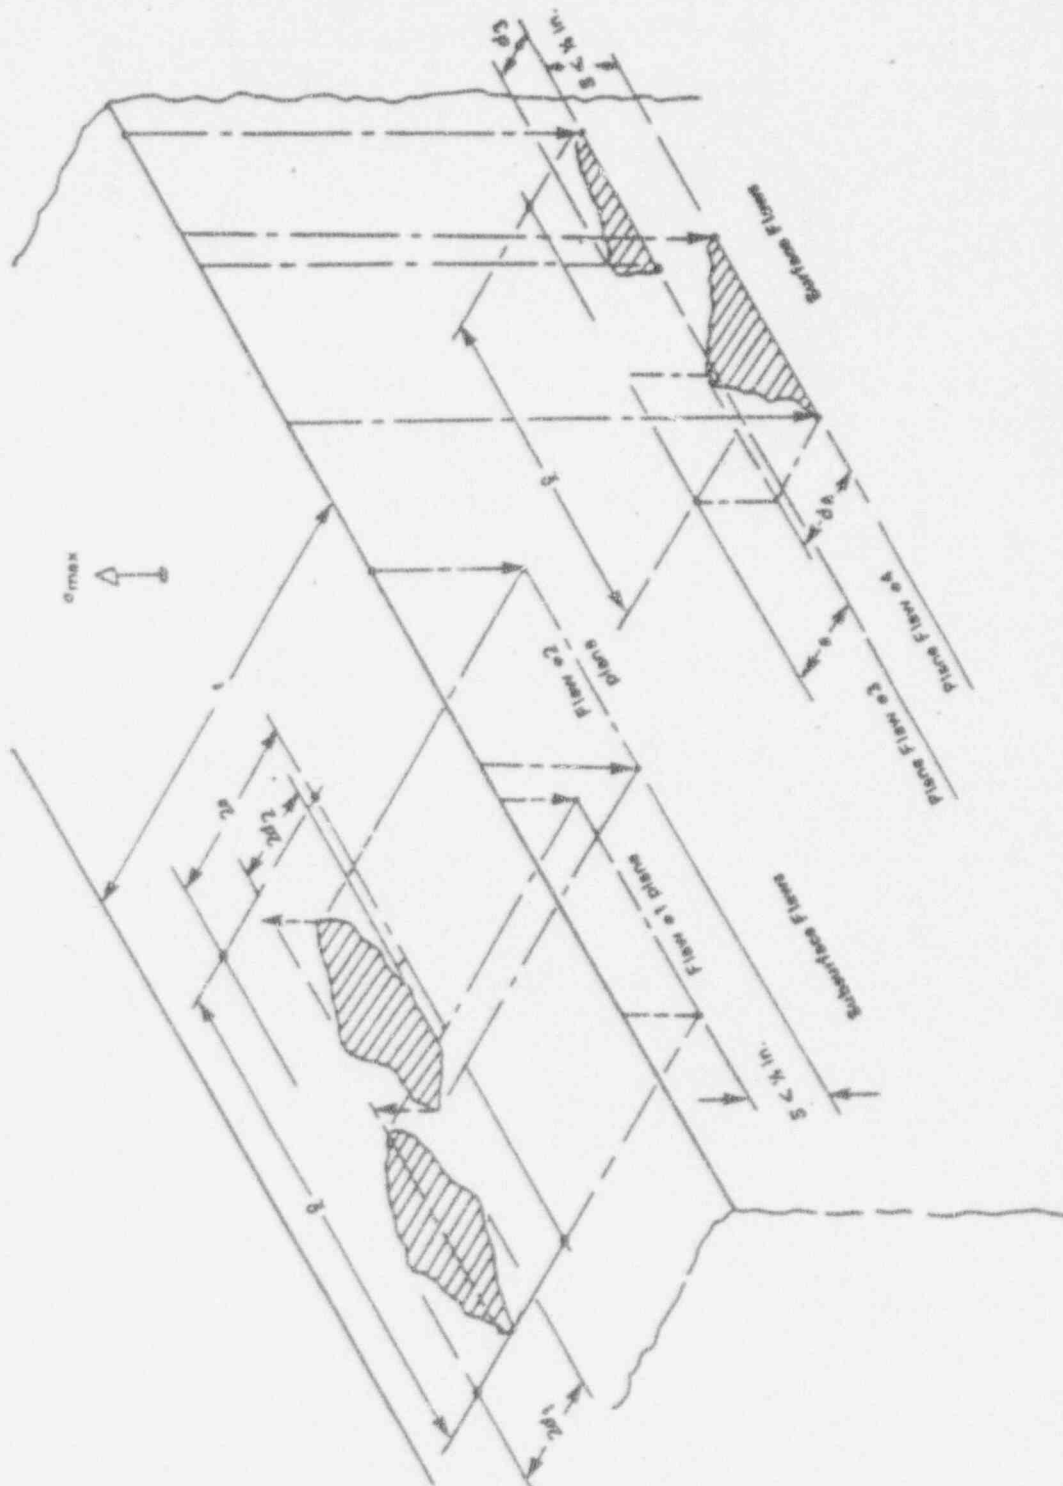 d3
S < ½ in.
Surface Flaws
σmax
ℓ
t
Flaw #2
plane
2a
2d2
d4
a
Plane Flaw #4
Plane Flaw #3
Flaw #1 plane
Subsurface Flaws
S < ½ in.
ℓ
2d1